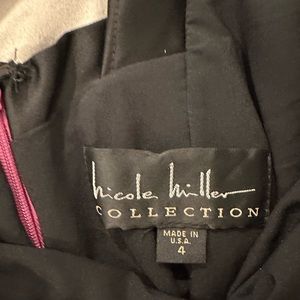 nicole miller
COLLECTION
MADE IN
U.S.A.
4